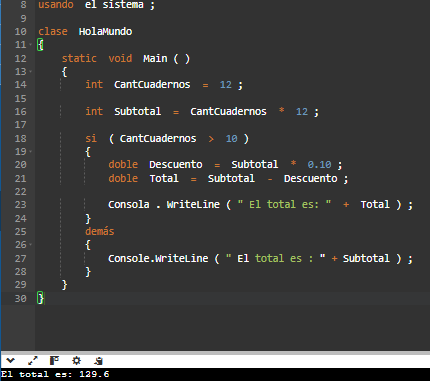 8 usando el sistema ;
9
10 clase HolaMundo
11 {
12 static void Main ( )
13 {
14 int CantCuadernos = 12 ;
15
16 int Subtotal = CantCuadernos * 12 ;
17
18 si ( CantCuadernos > 10 )
19 {
20 doble Descuento = Subtotal * 0.10 ;
21 doble Total = Subtotal - Descuento ;
22
23 Consola . WriteLine ( " El total es: " + Total ) ;
24 }
25 demás
26 {
27 Console.WriteLine ( " El total es : " + Subtotal ) ;
28 }
29 }
30 }
El total es: 129.6